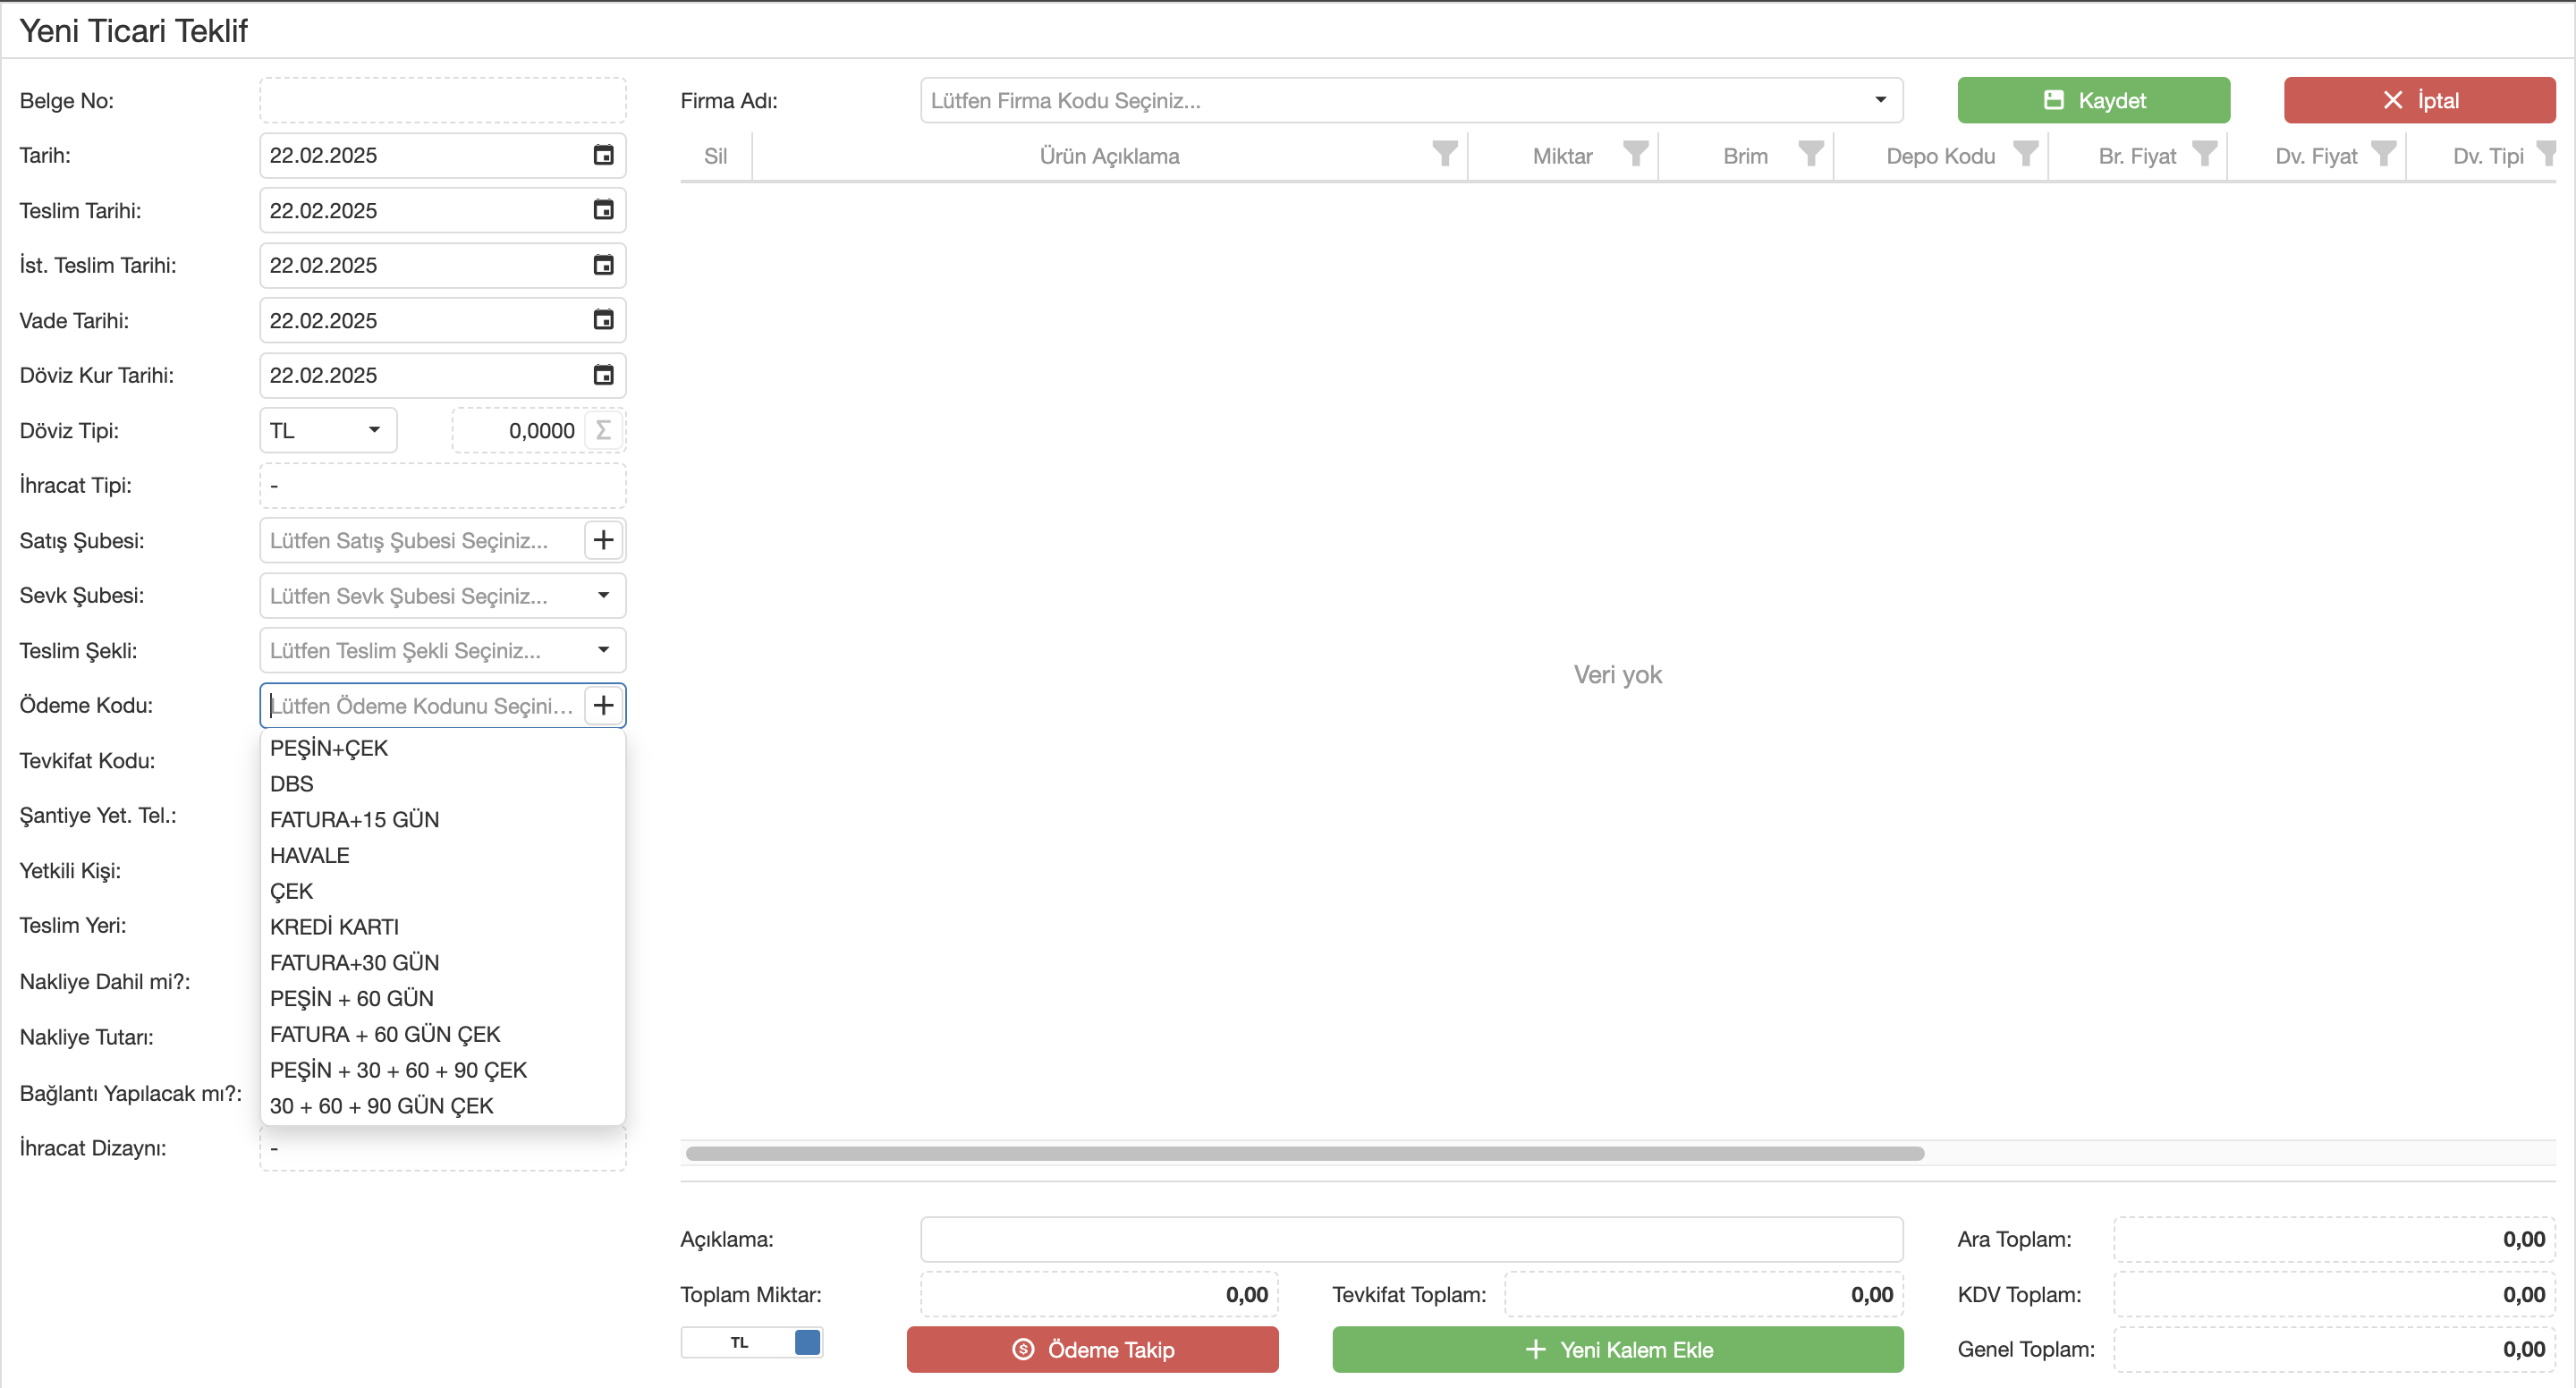 Yeni Ticari Teklif
Belge No:
Tarih: 22.02.2025
Teslim Tarihi: 22.02.2025
İst. Teslim Tarihi: 22.02.2025
Vade Tarihi: 22.02.2025
Döviz Kur Tarihi: 22.02.2025
Döviz Tipi: TL 0,0000 Σ
İhracat Tipi: -
Satış Şubesi: Lütfen Satış Şubesi Seçiniz...
Sevk Şubesi: Lütfen Sevk Şubesi Seçiniz...
Teslim Şekli: Lütfen Teslim Şekli Seçiniz...
Ödeme Kodu: Lütfen Ödeme Kodunu Seçini...
PEŞİN+ÇEK
DBS
FATURA+15 GÜN
HAVALE
ÇEK
KREDİ KARTI
FATURA+30 GÜN
PEŞİN + 60 GÜN
FATURA + 60 GÜN ÇEK
PEŞİN + 30 + 60 + 90 ÇEK
30 + 60 + 90 GÜN ÇEK
Tevkifat Kodu:
Şantiye Yet. Tel.:
Yetkili Kişi:
Teslim Yeri:
Nakliye Dahil mi?:
Nakliye Tutarı:
Bağlantı Yapılacak mı?:
İhracat Dizaynı: -
Firma Adı: Lütfen Firma Kodu Seçiniz...
Kaydet
İptal
Sil Ürün Açıklama Miktar Brim Depo Kodu Br. Fiyat Dv. Fiyat Dv. Tipi
Veri yok
Açıklama:
Ara Toplam: 0,00
Toplam Miktar: 0,00
Tevkifat Toplam: 0,00
KDV Toplam: 0,00
TL
Ödeme Takip
Yeni Kalem Ekle
Genel Toplam: 0,00